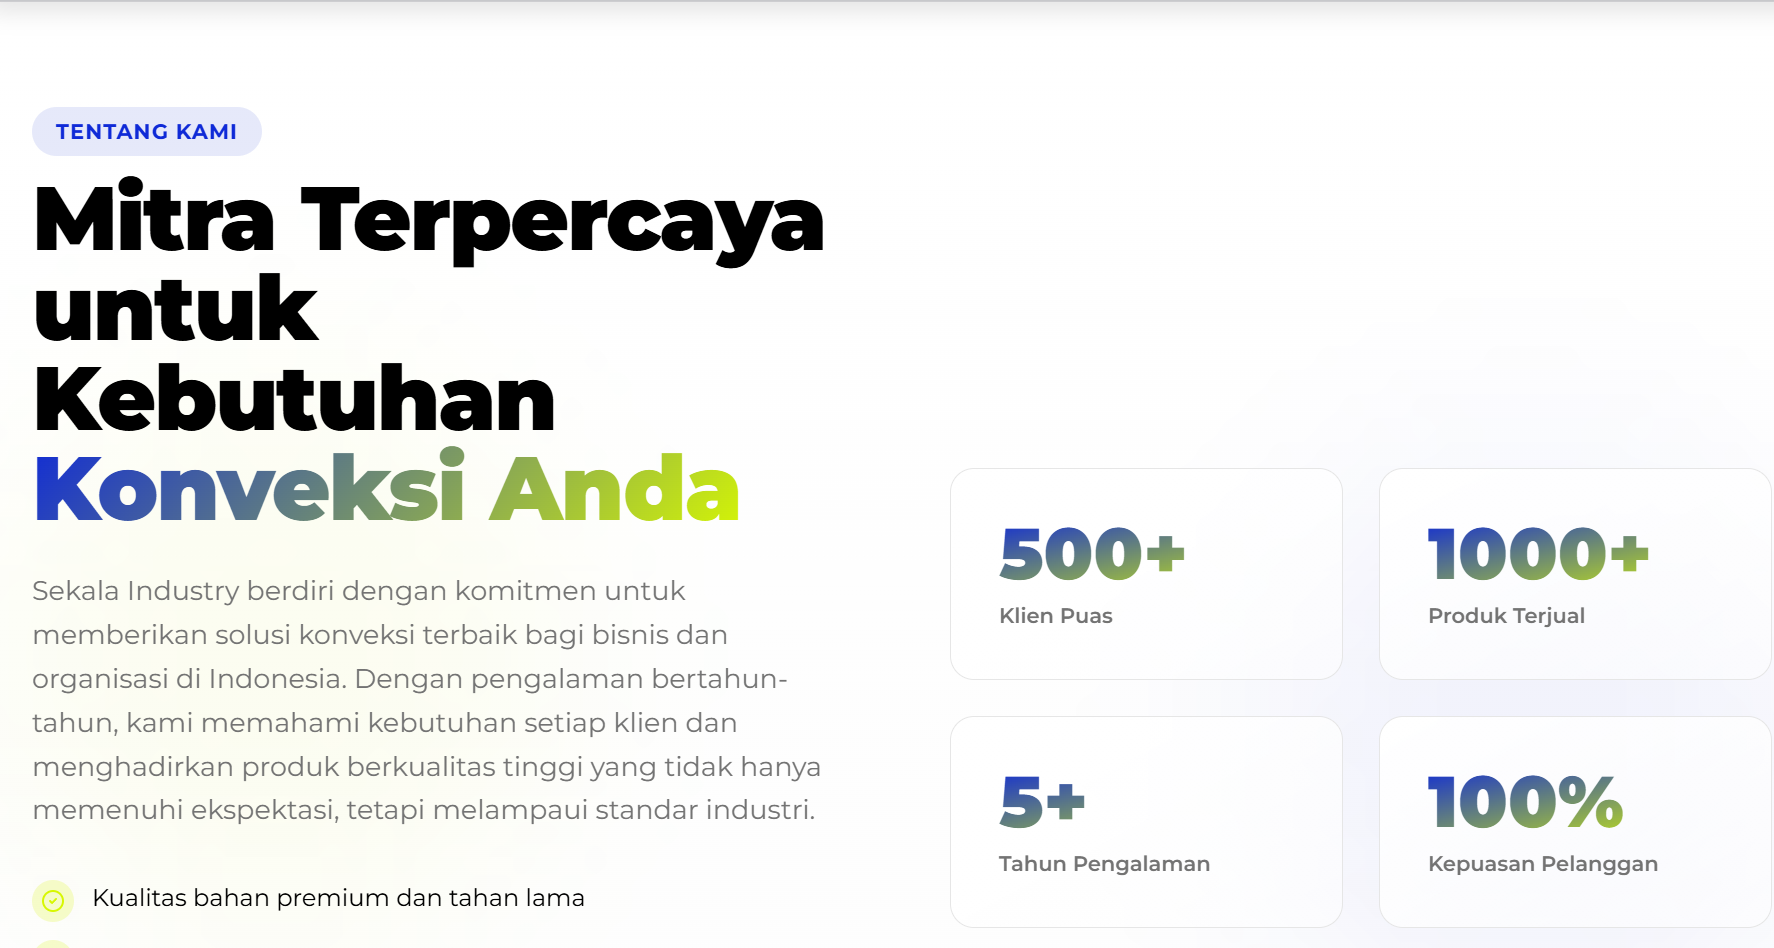 TENTANG KAMI
Mitra Terpercaya
untuk
Kebutuhan
Konveksi Anda
Sekala Industry berdiri dengan komitmen untuk
memberikan solusi konveksi terbaik bagi bisnis dan
organisasi di Indonesia. Dengan pengalaman bertahun-
tahun, kami memahami kebutuhan setiap klien dan
menghadirkan produk berkualitas tinggi yang tidak hanya
memenuhi ekspektasi, tetapi melampaui standar industri.
Kualitas bahan premium dan tahan lama
500+
Klien Puas
1000+
Produk Terjual
5+
Tahun Pengalaman
100%
Kepuasan Pelanggan